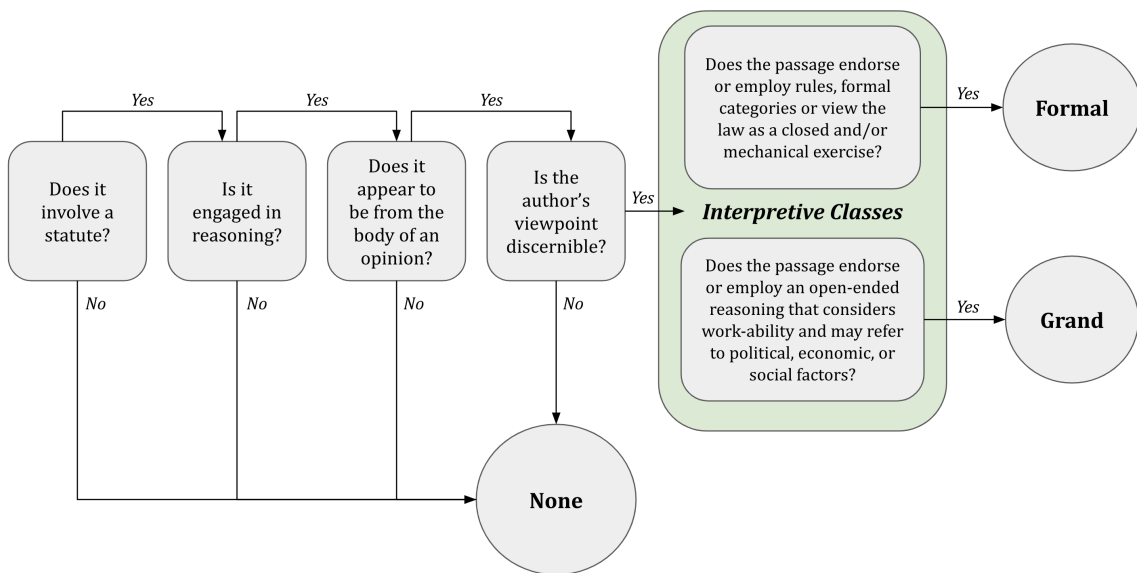 Yes
Yes
Yes
Does it
involve a
statute?
Is it
engaged in
reasoning?
Does it
appear to
be from the
body of an
opinion?
Is the
author's
viewpoint
discernible?
Yes
No
No
No
No
None
Does the passage endorse
or employ rules, formal
categories or view the
law as a closed and/or
mechanical exercise?
Yes
Formal
Interpretive Classes
Does the passage endorse
or employ an open-ended
reasoning that considers
work-ability and may refer
to political, economic, or
social factors?
Yes
Grand